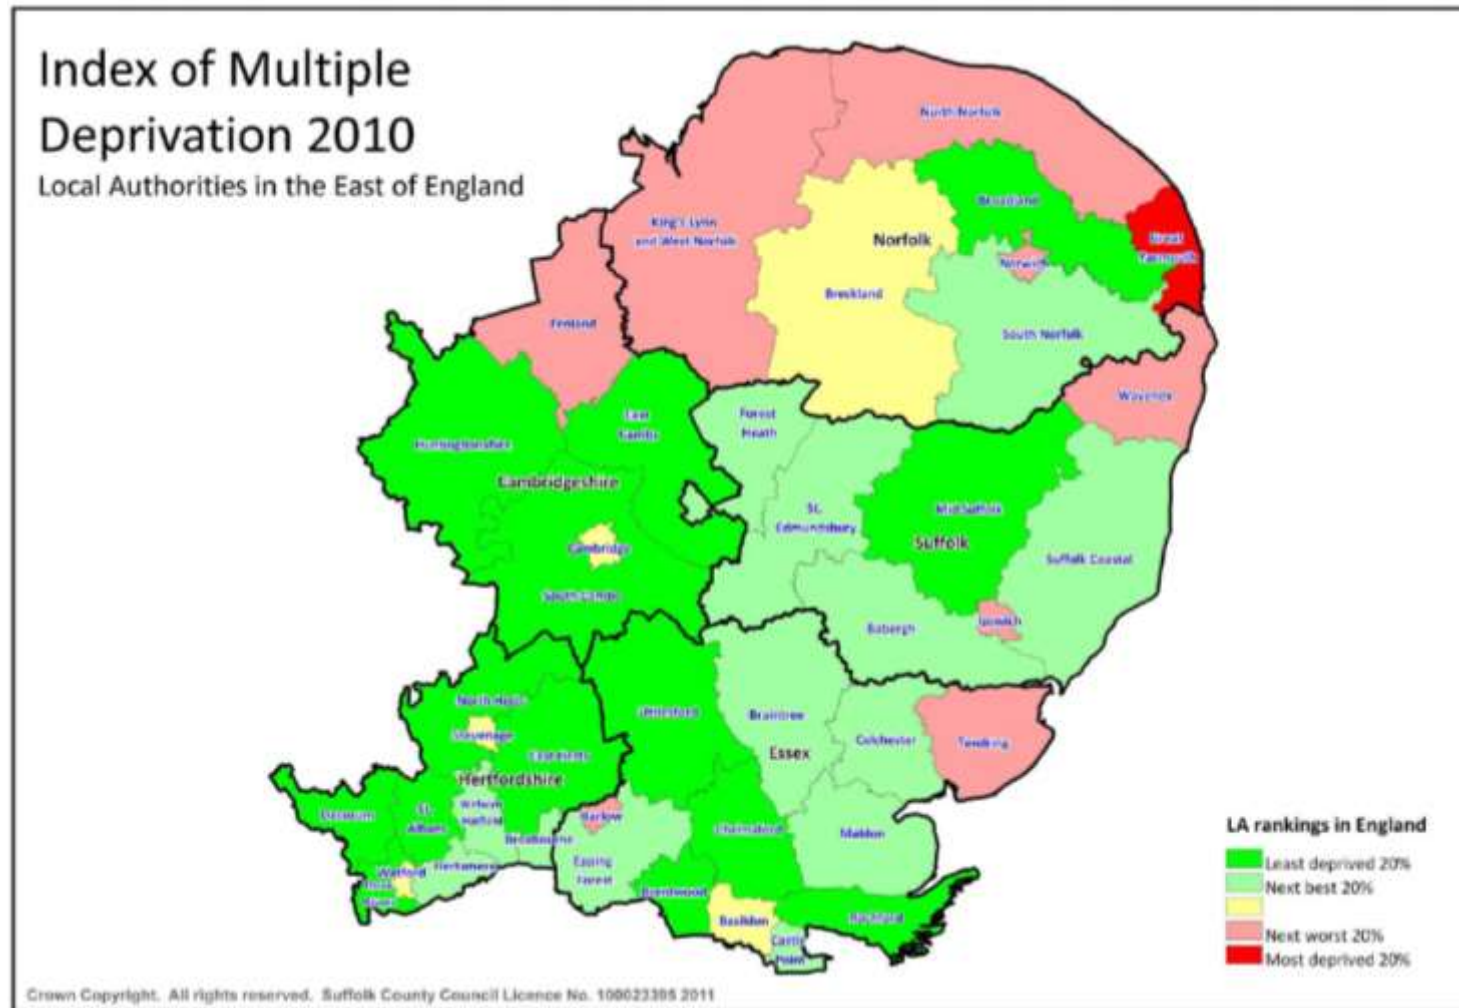 Index of Multiple
Deprivation 2010
Local Authorities in the East of England
North Norfolk
Broadland
King's Lynn
and West Norfolk
Norfolk
Great
Yarmouth
Norwich
Breckland
Fenland
South Norfolk
Waveney
Forest
Heath
East
Cambs
Huntingdonshire
Cambridgeshire
St.
Edmundsbury
Mid Suffolk
Suffolk
Cambridge
Suffolk Coastal
South Cambs
Ipswich
Babergh
North Herts
Uttlesford
Braintree
Stevenage
Colchester
Tendring
East Herts
Essex
Hertfordshire
Welwyn
Hatfield
Dacorum
St.
Albans
Harlow
Broxbourne
Chelmsford
Maldon
Epping
Forest
Hertsmere
Watford
Three
Rivers
Brentwood
Basildon
Rochford
Castle
Point
LA rankings in England
Least deprived 20%
Next best 20%
Next worst 20%
Most deprived 20%
Crown Copyright. All rights reserved. Suffolk County Council Licence No. 100023395 2011